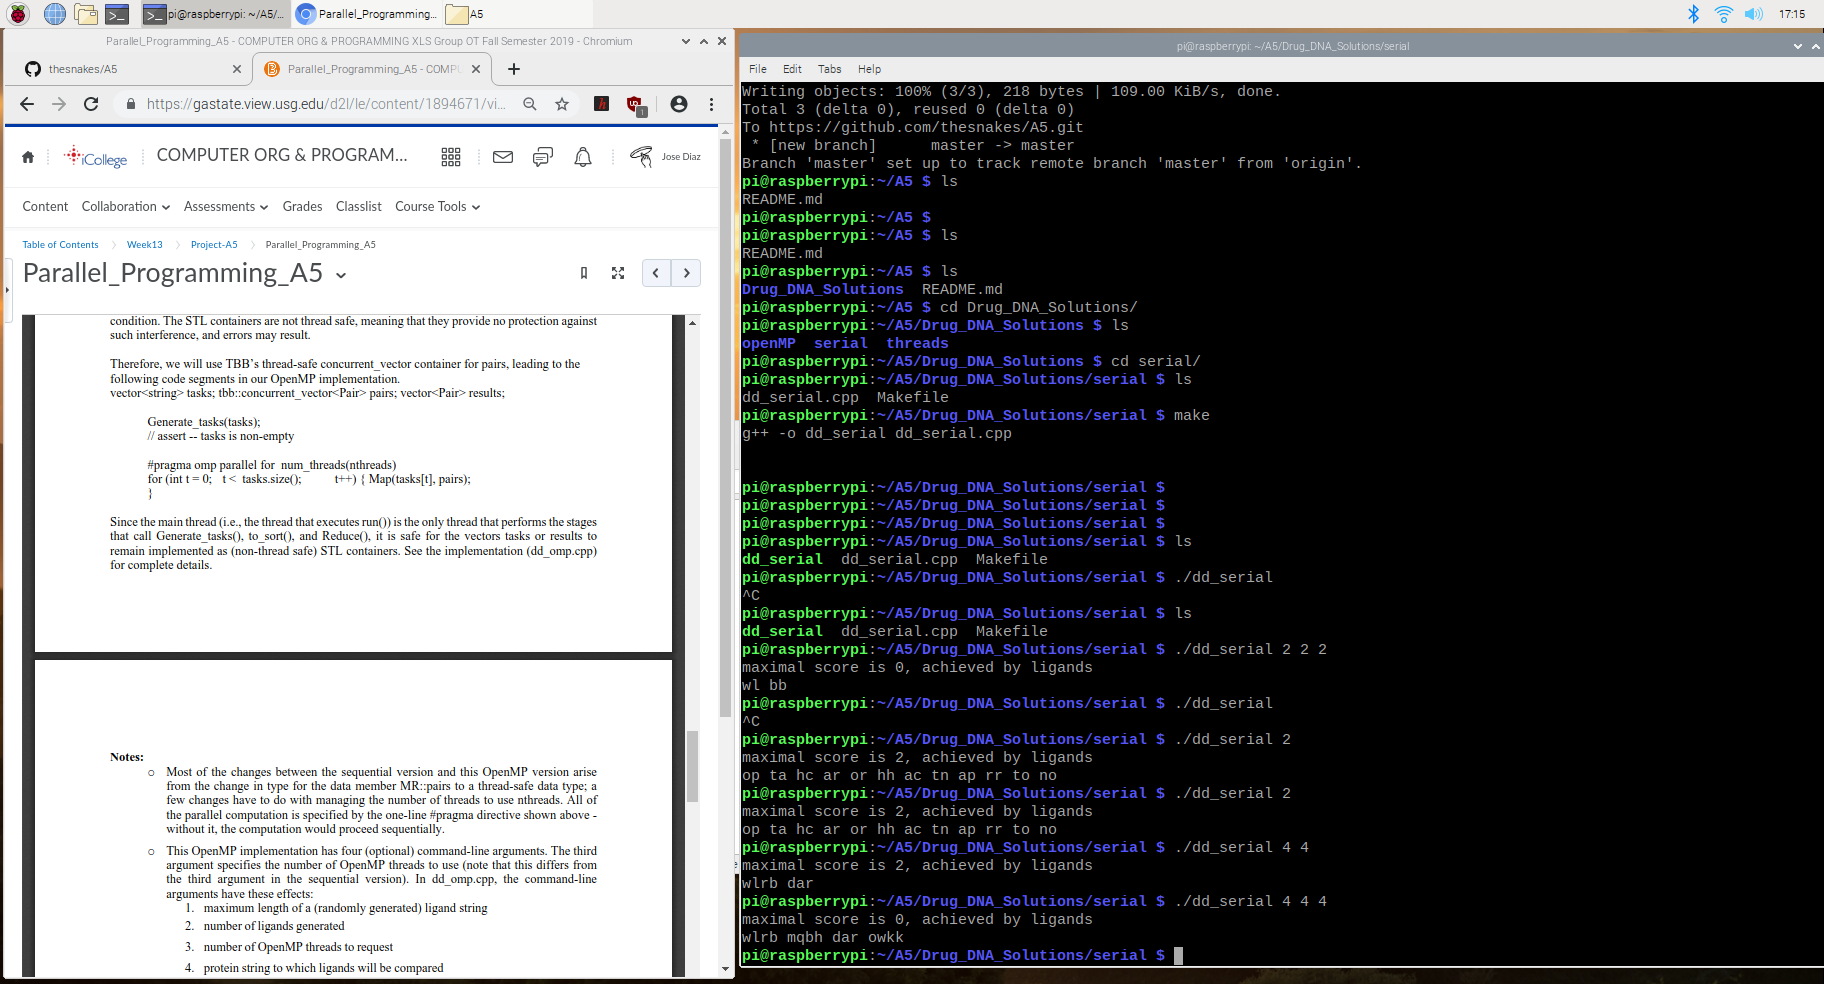 pi@raspberrypi: ~/A5/...
Parallel_Programming...
A5
17:15
Parallel_Programming_A5 - COMPUTER ORG & PROGRAMMING XLS Group OT Fall Semester 2019 - Chromium
thesnakes/A5
Parallel_Programming_A5 - COMPU
https://gastate.view.usg.edu/d2l/le/content/1894671/vi...
1
iCollege
COMPUTER ORG & PROGRAM...
Jose Diaz
Content Collaboration Assessments Grades Classlist Course Tools
Table of Contents Week13 Project-A5 Parallel_Programming_A5
Parallel_Programming_A5
condition. The STL containers are not thread safe, meaning that they provide no protection against
such interference, and errors may result.
Therefore, we will use TBB's thread-safe concurrent_vector container for pairs, leading to the
following code segments in our OpenMP implementation.
vector<string> tasks; tbb::concurrent_vector<Pair> pairs; vector<Pair> results;
Generate_tasks(tasks);
// assert -- tasks is non-empty
#pragma omp parallel for num_threads(nthreads)
for (int t = 0; t < tasks.size(); t++) { Map(tasks[t], pairs);
}
Since the main thread (i.e., the thread that executes run()) is the only thread that performs the stages
that call Generate_tasks(), to_sort(), and Reduce(), it is safe for the vectors tasks or results to
remain implemented as (non-thread safe) STL containers. See the implementation (dd_omp.cpp)
for complete details.
Notes:
o Most of the changes between the sequential version and this OpenMP version arise
from the change in type for the data member MR::pairs to a thread-safe data type; a
few changes have to do with managing the number of threads to use nthreads. All of
the parallel computation is specified by the one-line #pragma directive shown above -
without it, the computation would proceed sequentially.
o This OpenMP implementation has four (optional) command-line arguments. The third
argument specifies the number of OpenMP threads to use (note that this differs from
the third argument in the sequential version). In dd_omp.cpp, the command-line
arguments have these effects:
1. maximum length of a (randomly generated) ligand string
2. number of ligands generated
3. number of OpenMP threads to request
4. protein string to which ligands will be compared
pi@raspberrypi: ~/A5/Drug_DNA_Solutions/serial
File Edit Tabs Help
Writing objects: 100% (3/3), 218 bytes | 109.00 KiB/s, done.
Total 3 (delta 0), reused 0 (delta 0)
To https://github.com/thesnakes/A5.git
* [new branch]      master -> master
Branch 'master' set up to track remote branch 'master' from 'origin'.
pi@raspberrypi:~/A5 $ ls
README.md
pi@raspberrypi:~/A5 $
pi@raspberrypi:~/A5 $ ls
README.md
pi@raspberrypi:~/A5 $ ls
Drug_DNA_Solutions  README.md
pi@raspberrypi:~/A5 $ cd Drug_DNA_Solutions/
pi@raspberrypi:~/A5/Drug_DNA_Solutions $ ls
openMP  serial  threads
pi@raspberrypi:~/A5/Drug_DNA_Solutions $ cd serial/
pi@raspberrypi:~/A5/Drug_DNA_Solutions/serial $ ls
dd_serial.cpp  Makefile
pi@raspberrypi:~/A5/Drug_DNA_Solutions/serial $ make
g++ -o dd_serial dd_serial.cpp
pi@raspberrypi:~/A5/Drug_DNA_Solutions/serial $
pi@raspberrypi:~/A5/Drug_DNA_Solutions/serial $
pi@raspberrypi:~/A5/Drug_DNA_Solutions/serial $
pi@raspberrypi:~/A5/Drug_DNA_Solutions/serial $ ls
dd_serial  dd_serial.cpp  Makefile
pi@raspberrypi:~/A5/Drug_DNA_Solutions/serial $ ./dd_serial
^C
pi@raspberrypi:~/A5/Drug_DNA_Solutions/serial $ ls
dd_serial  dd_serial.cpp  Makefile
pi@raspberrypi:~/A5/Drug_DNA_Solutions/serial $ ./dd_serial 2 2 2
maximal score is 0, achieved by ligands
wl bb
pi@raspberrypi:~/A5/Drug_DNA_Solutions/serial $ ./dd_serial
^C
pi@raspberrypi:~/A5/Drug_DNA_Solutions/serial $ ./dd_serial 2
maximal score is 2, achieved by ligands
op ta hc ar or hh ac tn ap rr to no
pi@raspberrypi:~/A5/Drug_DNA_Solutions/serial $ ./dd_serial 2
maximal score is 2, achieved by ligands
op ta hc ar or hh ac tn ap rr to no
pi@raspberrypi:~/A5/Drug_DNA_Solutions/serial $ ./dd_serial 4 4
maximal score is 2, achieved by ligands
wlrb dar
pi@raspberrypi:~/A5/Drug_DNA_Solutions/serial $ ./dd_serial 4 4 4
maximal score is 0, achieved by ligands
wlrb mqbh dar owkk
pi@raspberrypi:~/A5/Drug_DNA_Solutions/serial $